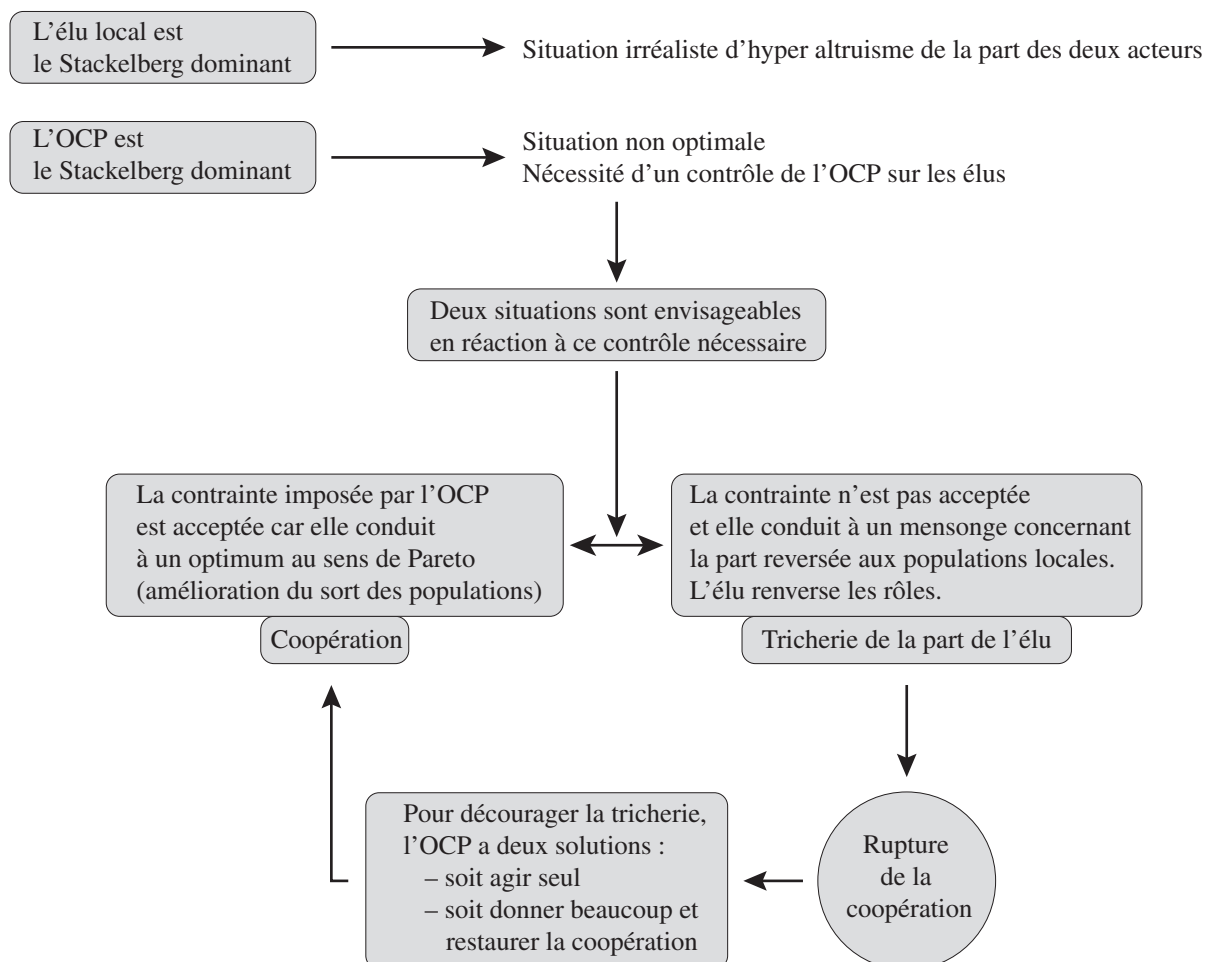 L’élu local est
le Stackelberg dominant
Situation irréaliste d’hyper altruisme de la part des deux acteurs
L’OCP est
le Stackelberg dominant
Situation non optimale
Nécessité d’un contrôle de l’OCP sur les élus
Deux situations sont envisageables
en réaction à ce contrôle nécessaire
La contrainte imposée par l’OCP
est acceptée car elle conduit
à un optimum au sens de Pareto
(amélioration du sort des populations)
Coopération
La contrainte n’est pas acceptée
et elle conduit à un mensonge concernant
la part reversée aux populations locales.
L’élu renverse les rôles.
Tricherie de la part de l’élu
Pour décourager la tricherie,
l’OCP a deux solutions :
– soit agir seul
– soit donner beaucoup et
restaurer la coopération
Rupture
de la
coopération